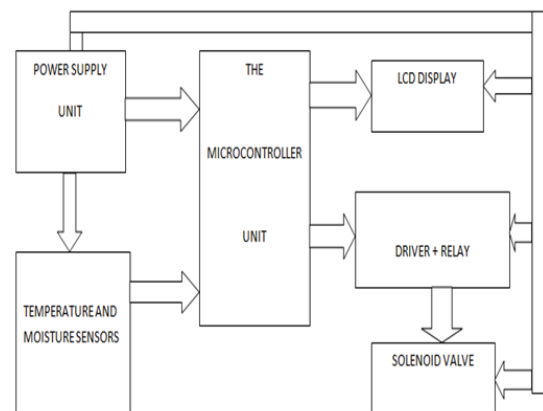 POWER SUPPLY
UNIT
THE
MICROCONTROLLER
UNIT
LCD DISPLAY
DRIVER + RELAY
TEMPERATURE AND
MOISTURE SENSORS
SOLENOID VALVE